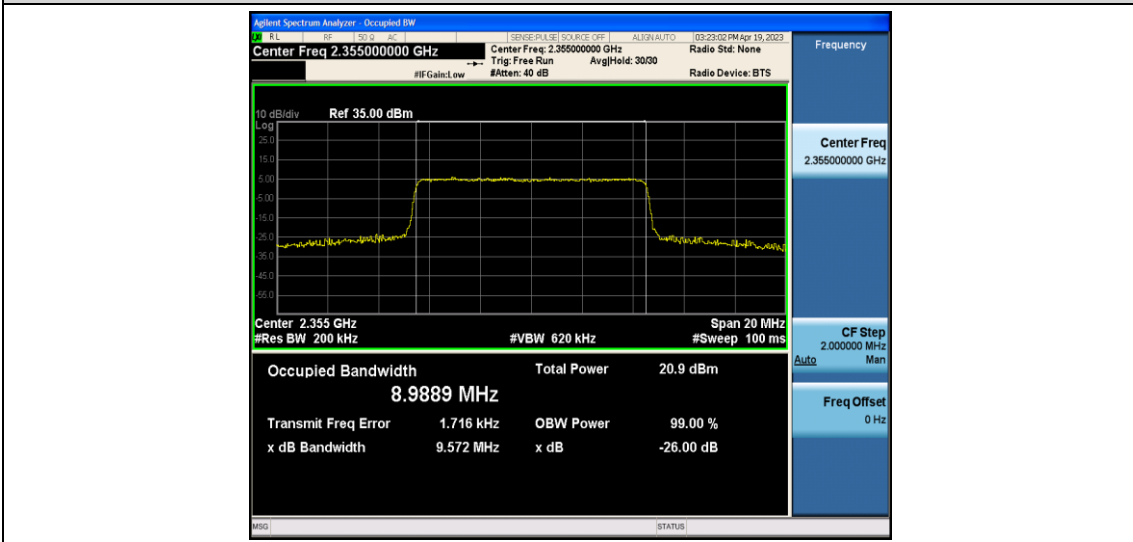 Agilent Spectrum Analyzer - Occupied BW
LXI RL RF 50 Ω AC SENSE:PULSE SOURCE OFF ALIGN AUTO 03:23:02 PM Apr 19, 2023
Center Freq 2.355000000 GHz
Center Freq: 2.355000000 GHz Radio Std: None
Trig: Free Run Avg|Hold: 30/30
#IFGain:Low #Atten: 40 dB Radio Device: BTS
Frequency
10 dB/div Ref 35.00 dBm
Log
25.0
15.0
5.00
-5.00
-15.0
-25.0
-35.0
-45.0
-55.0
Center Freq
2.355000000 GHz
Center 2.355 GHz Span 20 MHz
#Res BW 200 kHz #VBW 620 kHz #Sweep 100 ms
CF Step
2.000000 MHz
Auto Man
Occupied Bandwidth Total Power 20.9 dBm
8.9889 MHz
Freq Offset
0 Hz
Transmit Freq Error 1.716 kHz OBW Power 99.00 %
x dB Bandwidth 9.572 MHz x dB -26.00 dB
MSG STATUS